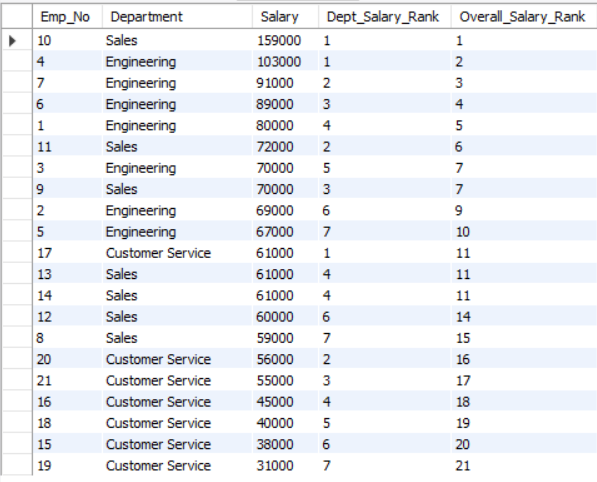 Emp_No Department Salary Dept_Salary_Rank Overall_Salary_Rank
10 Sales 159000 1 1
4 Engineering 103000 1 2
7 Engineering 91000 2 3
6 Engineering 89000 3 4
1 Engineering 80000 4 5
11 Sales 72000 2 6
3 Engineering 70000 5 7
9 Sales 70000 3 7
2 Engineering 69000 6 9
5 Engineering 67000 7 10
17 Customer Service 61000 1 11
13 Sales 61000 4 11
14 Sales 61000 4 11
12 Sales 60000 6 14
8 Sales 59000 7 15
20 Customer Service 56000 2 16
21 Customer Service 55000 3 17
16 Customer Service 45000 4 18
18 Customer Service 40000 5 19
15 Customer Service 38000 6 20
19 Customer Service 31000 7 21